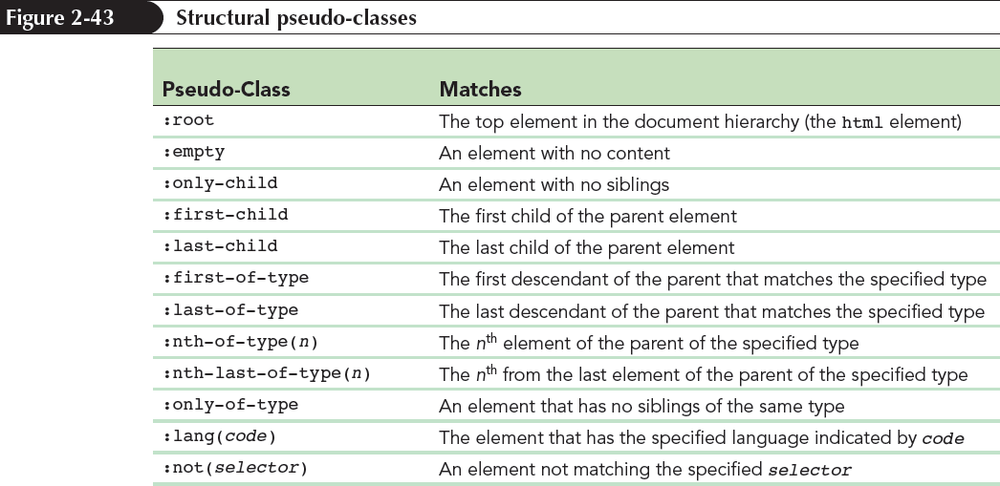 Figure 2-43 Structural pseudo-classes
Pseudo-Class Matches
:root The top element in the document hierarchy (the html element)
:empty An element with no content
:only-child An element with no siblings
:first-child The first child of the parent element
:last-child The last child of the parent element
:first-of-type The first descendant of the parent that matches the specified type
:last-of-type The last descendant of the parent that matches the specified type
:nth-of-type(n) The nth element of the parent of the specified type
:nth-last-of-type(n) The nth from the last element of the parent of the specified type
:only-of-type An element that has no siblings of the same type
:lang(code) The element that has the specified language indicated by code
:not(selector) An element not matching the specified selector